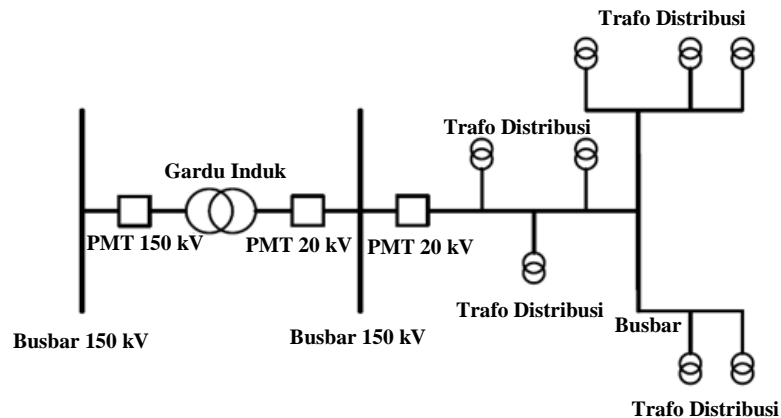 Trafo Distribusi
Trafo Distribusi
Gardu Induk
PMT 150 kV
PMT 20 kV
PMT 20 kV
Trafo Distribusi
Busbar
Busbar 150 kV
Busbar 150 kV
Trafo Distribusi